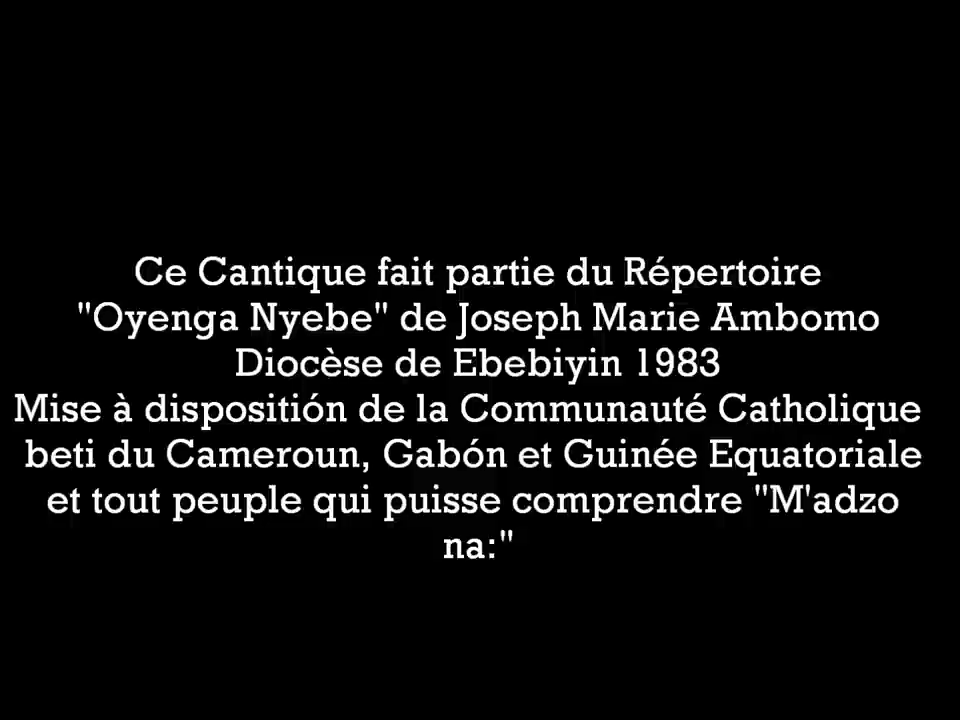 Ce Cantique fait partie du Répertoire
"Oyenga Nyebe" de Joseph Marie Ambomo
Diocèse de Ebebiyin 1983
Mise à dispositión de la Communauté Catholique
beti du Cameroun, Gabón et Guinée Equatoriale
et tout peuple qui puisse comprendre "M'adzo
na:"